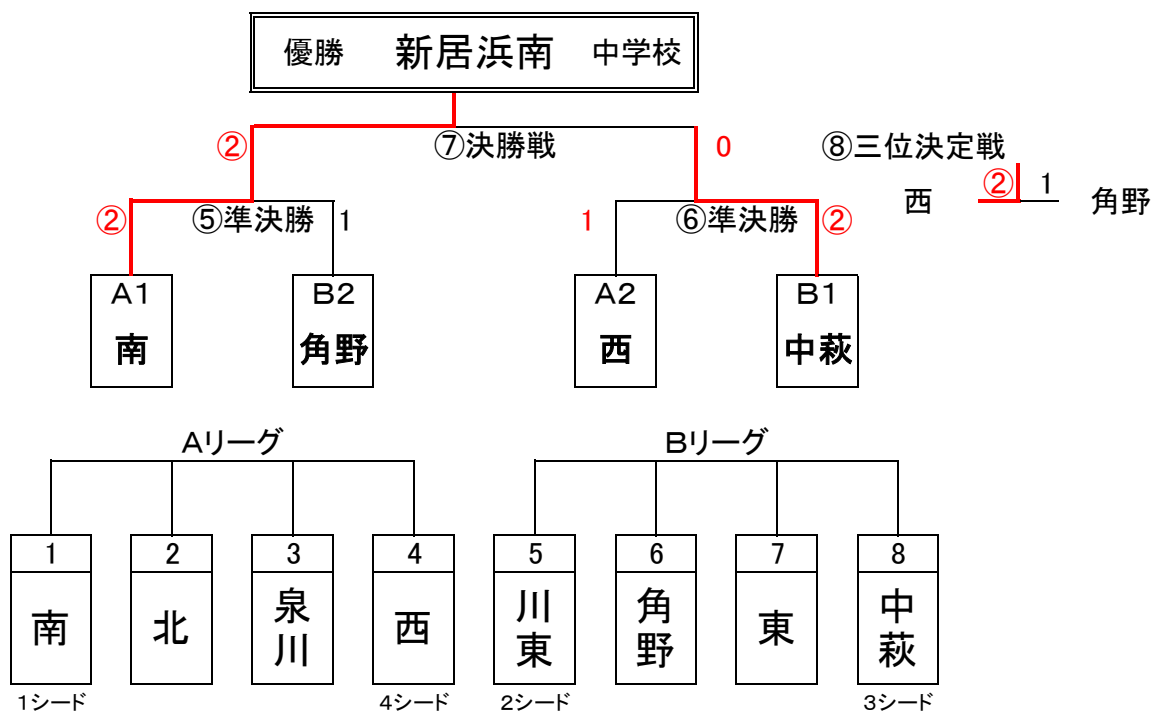 優勝 新居浜南 中学校
② ⑦決勝戦 0 ⑧三位決定戦
西 ② 1 角野
② ⑤準決勝 1 1 ⑥準決勝 ②
A1 B2 A2 B1
南 角野 西 中萩
Aリーグ Bリーグ
1 2 3 4 5 6 7 8
南 北 泉川 西 川東 角野 東 中萩
1シード 4シード 2シード 3シード